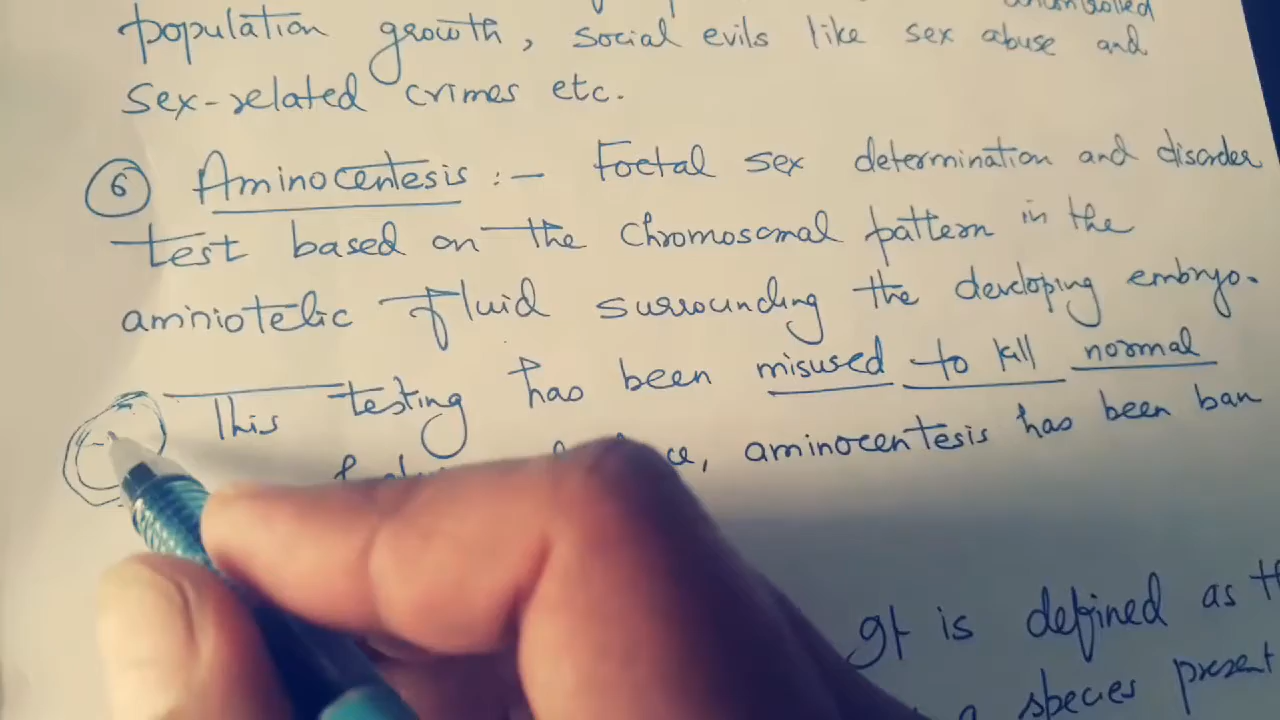 uncontrolled
population growth, social evils like sex abuse and
sex-related crimes etc.
6 Aminocentesis :- Foetal sex determination and disorder
test based on the chromosomal pattern in the
aminiotelic fluid surrounding the developing embryo.
This testing has been misused to kill normal
aminocentesis has been ban
It is defined as
species present